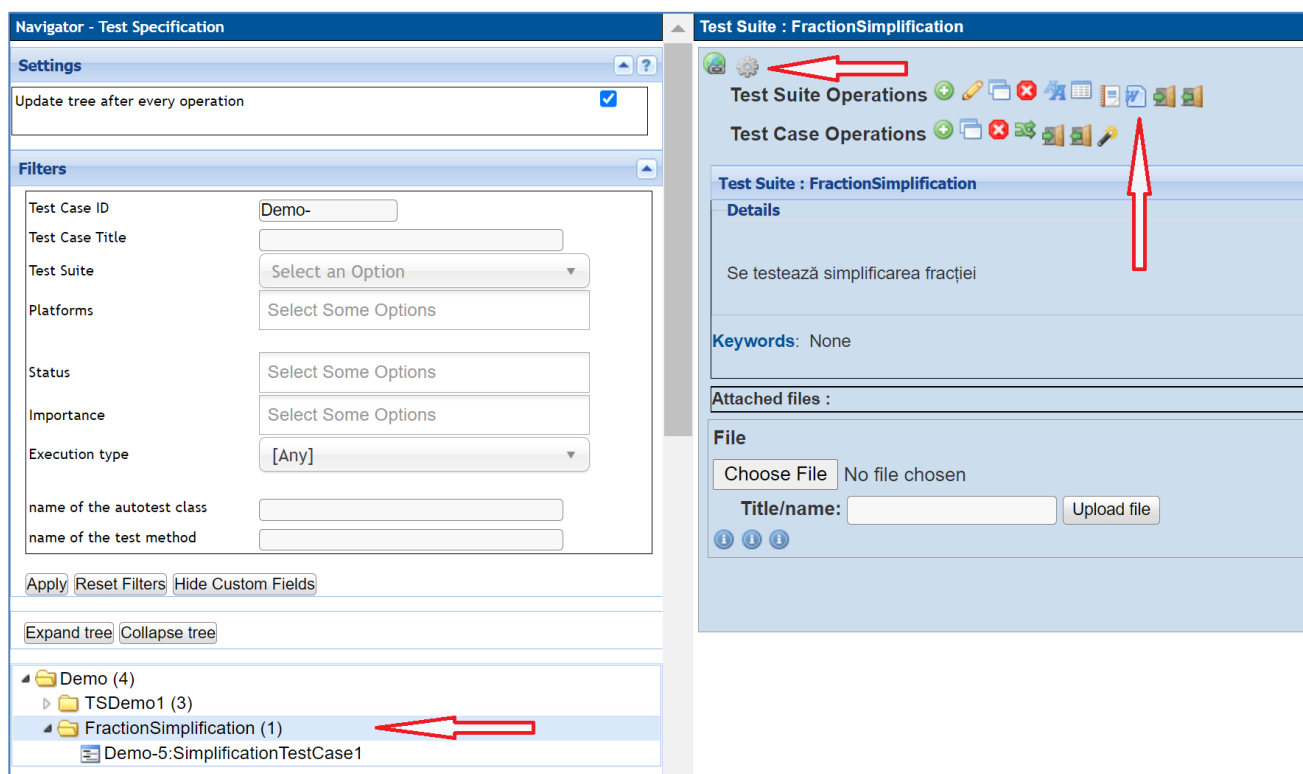 Navigator - Test Specification
Settings
?
Update tree after every operation
Filters
Test Case ID
Demo-
Test Case Title
Test Suite
Select an Option
Platforms
Select Some Options
Status
Select Some Options
Importance
Select Some Options
Execution type
[Any]
name of the autotest class
name of the test method
Apply Reset Filters Hide Custom Fields
Expand tree Collapse tree
Demo (4)
TSDemo1 (3)
FractionSimplification (1)
Demo-5:SimplificationTestCase1
Test Suite : FractionSimplification
Test Suite Operations
Test Case Operations
Test Suite : FractionSimplification
Details
Se testează simplificarea fracției
Keywords: None
Attached files :
File
Choose File No file chosen
Title/name: Upload file